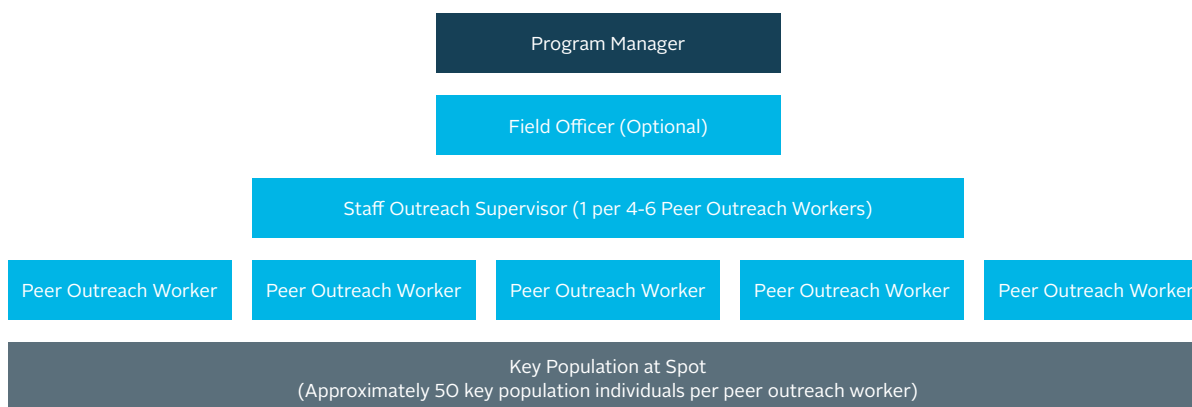 Program Manager
Field Officer (Optional)
Staff Outreach Supervisor (1 per 4-6 Peer Outreach Workers)
Peer Outreach Worker
Peer Outreach Worker
Peer Outreach Worker
Peer Outreach Worker
Peer Outreach Worker
Key Population at Spot
(Approximately 50 key population individuals per peer outreach worker)